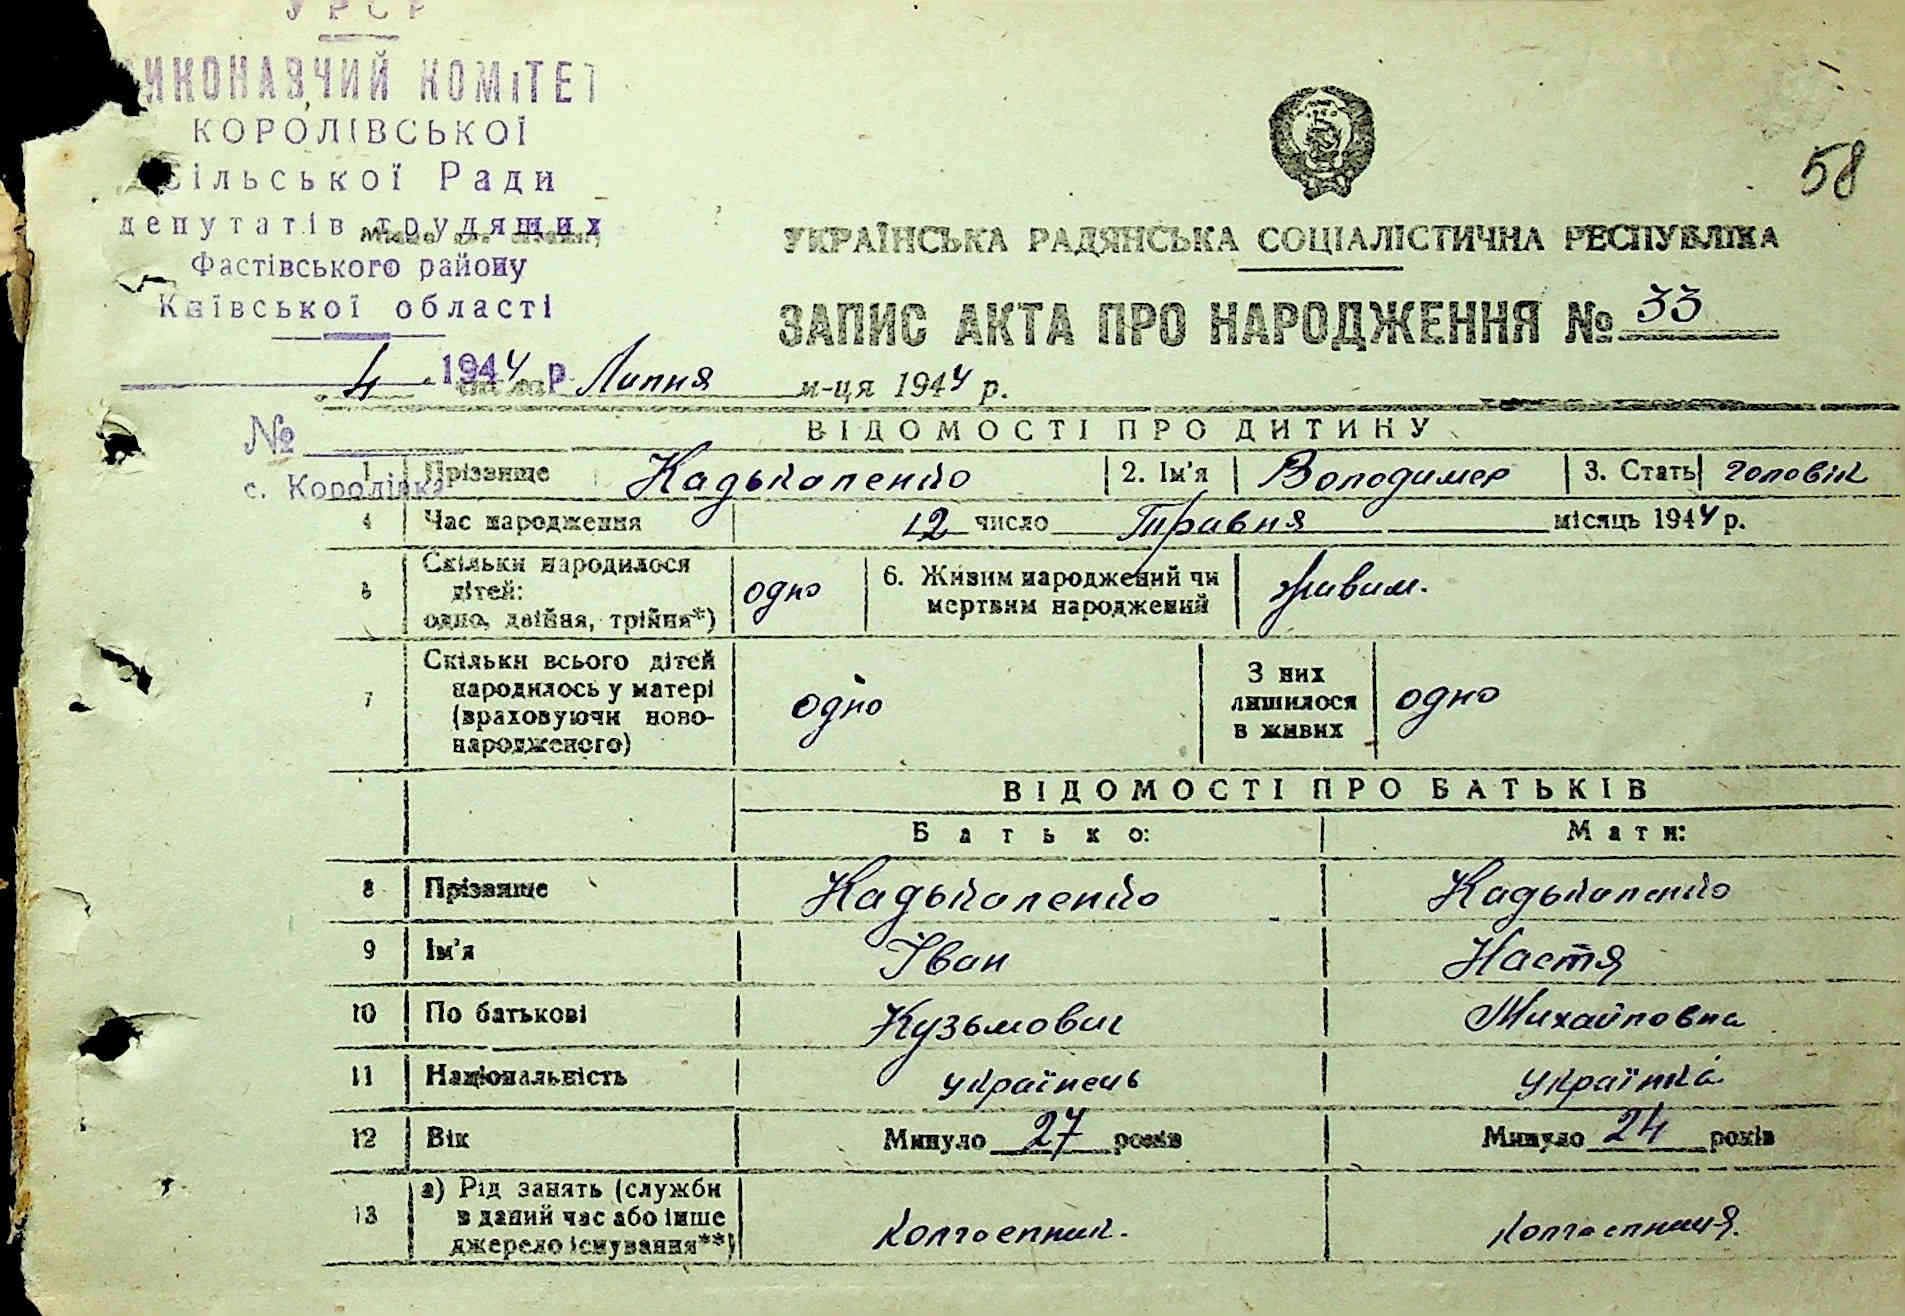 УРСР
ВИКОНАВЧИЙ КОМІТЕТ
КОРОЛІВСЬКОЇ
Сільської Ради
депутатів трудящих
Фастівського району
Київської області
58
УКРАЇНСЬКА РАДЯНСЬКА СОЦІАЛІСТИЧНА РЕСПУБЛІКА
ЗАПИС АКТА ПРО НАРОДЖЕННЯ № 33
1944 р
4 Липня м-ця 1944 р.
№
с. Королівка
ВІДОМОСТІ ПРО ДИТИНУ
1 Прізвище Кадькаленко 2. Ім'я Володимер 3. Стать чоловік
4 Час народження 12 число Травня місяць 1944 р.
5 Скільки народилося дітей: одно, двійня, трійня*) одно 6. Живим народжений чи мертвим народжений живим.
7 Скільки всього дітей народилось у матері (враховуючи новонародженого) одно З них лишилося в живих одно
ВІДОМОСТІ ПРО БАТЬКІВ
Батько: Мати:
8 Прізвище Кадькаленко Кадькаленко
9 Ім'я Іван Настя
10 По батькові Кузьмович Михайловна
11 Національність українець українка
12 Вік Минуло 27 років Минуло 24 років
13 а) Рід занять (служби в даний час або інше джерело існування**) колгоспник. колгоспниця.